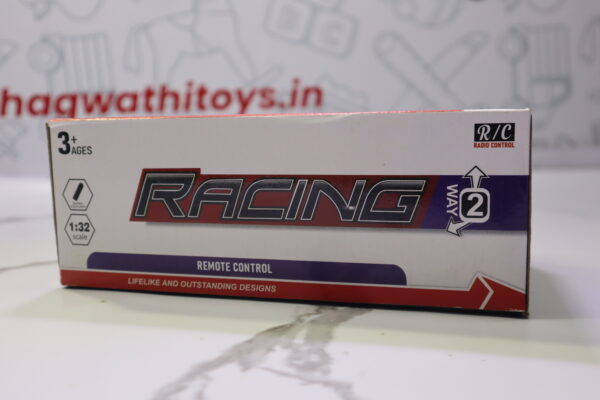 hagwathitoys.in
3+
AGES
R/C
RADIO CONTROL
RACING
WAY 2
1:32
scale
REMOTE CONTROL
LIFELIKE AND OUTSTANDING DESIGNS